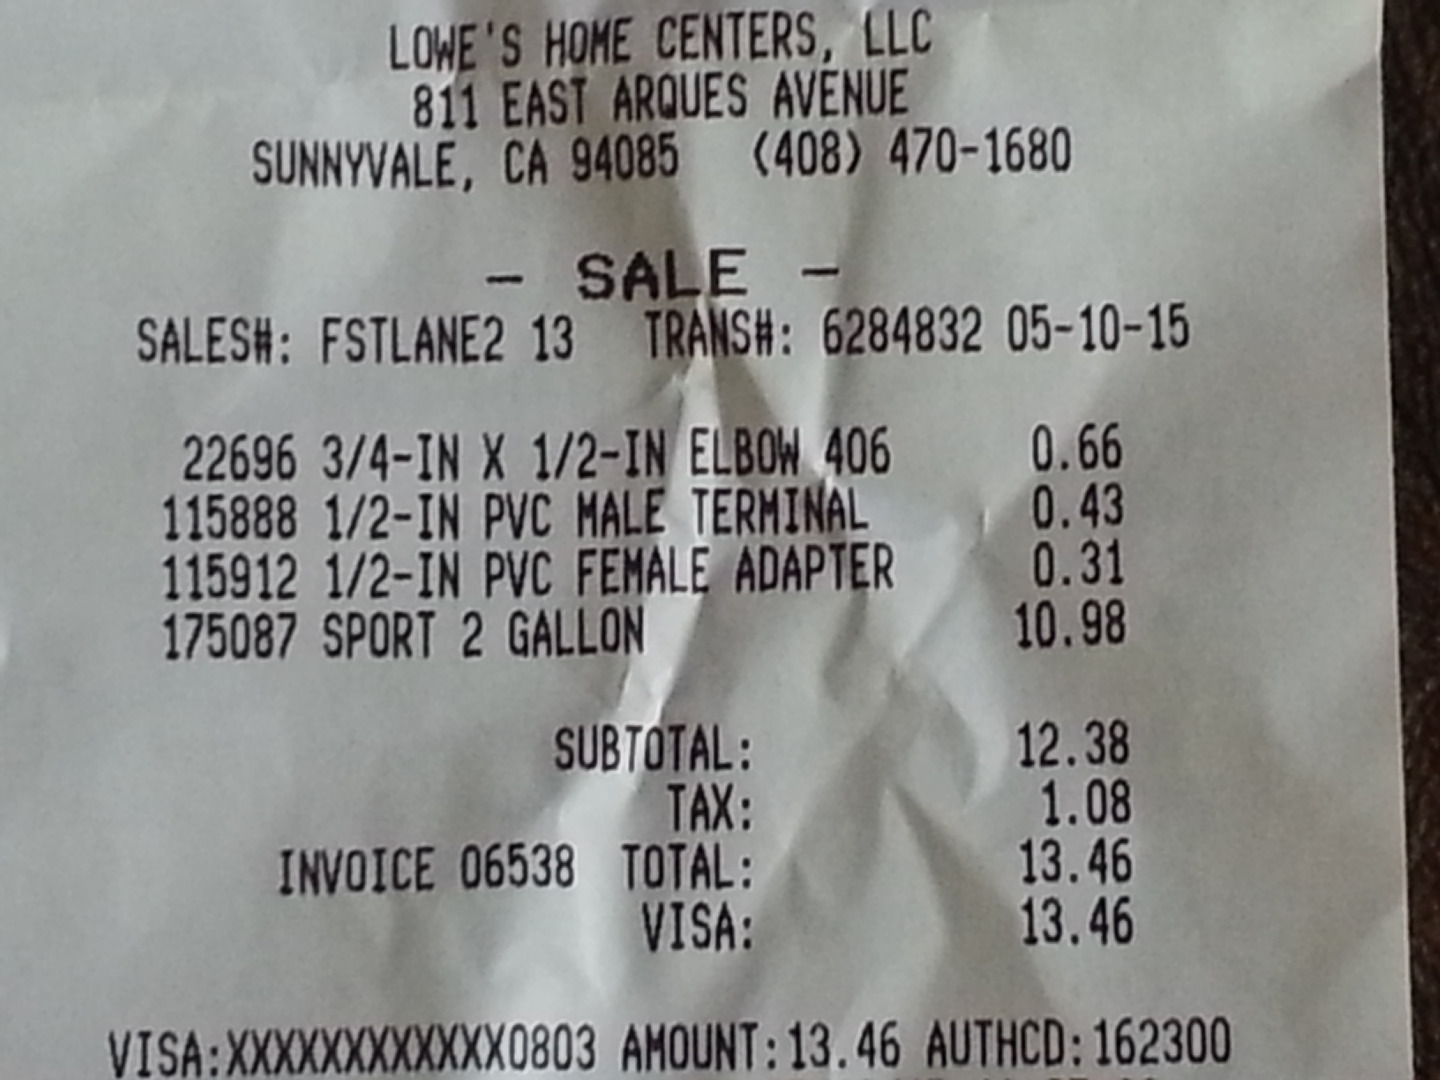 LOWE'S HOME CENTERS, LLC
811 EAST ARQUES AVENUE
SUNNYVALE, CA 94085 (408) 470-1680
- SALE -
SALES#: FSTLANE2 13 TRANS#: 6284832 05-10-15
22696 3/4-IN X 1/2-IN ELBOW 406 0.66
115888 1/2-IN PVC MALE TERMINAL 0.43
115912 1/2-IN PVC FEMALE ADAPTER 0.31
175087 SPORT 2 GALLON 10.98
SUBTOTAL: 12.38
TAX: 1.08
INVOICE 06538 TOTAL: 13.46
VISA: 13.46
VISA:XXXXXXXXXXXX0803 AMOUNT:13.46 AUTHCD:162300